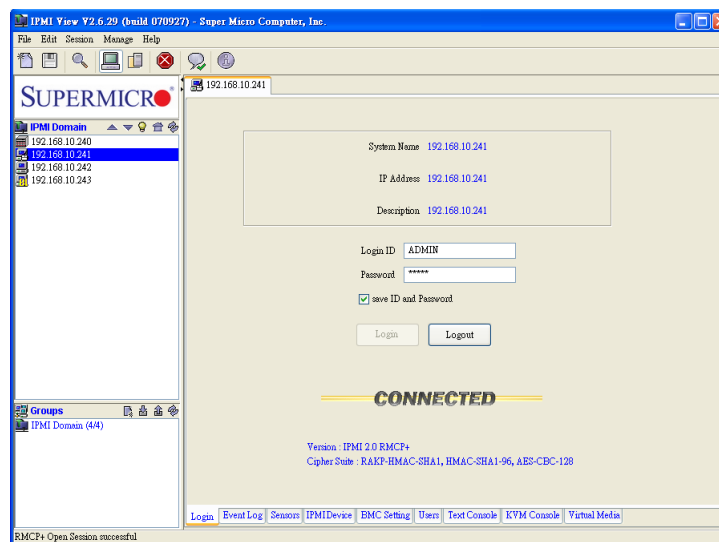 IPMI View V2.6.29 (build 070927) - Super Micro Computer, Inc.
File Edit Session Manage Help
SUPERMICRO
192.168.10.241
IPMI Domain
192.168.10.240
192.168.10.241
192.168.10.242
192.168.10.243
System Name 192.168.10.241
IP Address 192.168.10.241
Description 192.168.10.241
Login ID ADMIN
Password *****
save ID and Password
Login Logout
CONNECTED
Groups
IPMI Domain (4/4)
Version : IPMI 2.0 RMCP+
Cipher Suite : RAKP-HMAC-SHA1, HMAC-SHA1-96, AES-CBC-128
Login Event Log Sensors IPMI Device BMC Setting Users Text Console KVM Console Virtual Media
RMCP+ Open Session successful